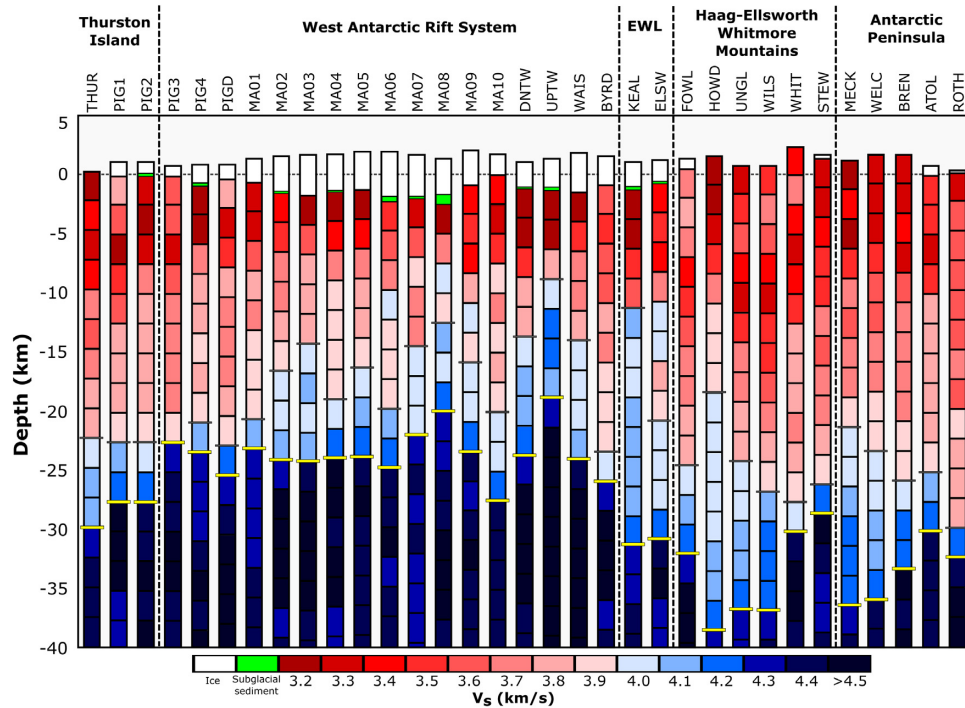 Thurston
Island
West Antarctic Rift System
EWL
Haag-Ellsworth
Whitmore
Mountains
Antarctic
Peninsula
THUR PIG1 PIG2 PIG3 PIG4 PIGD MA01 MA02 MA03 MA04 MA05 MA06 MA07 MA08 MA09 MA10 DNTW UPTW WAIS BYRD KEAL ELSW FOWL HOWD UNGL WILS WHIT STEW MECK WELC BREN ATOL ROTH
Depth (km)
5
0
-5
-10
-15
-20
-25
-30
-35
-40
Ice Subglacial
sediment 3.2 3.3 3.4 3.5 3.6 3.7 3.8 3.9 4.0 4.1 4.2 4.3 4.4 >4.5
Vs (km/s)